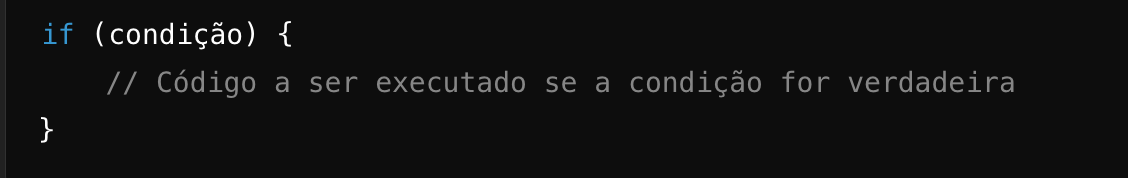 if (condição) {
    // Código a ser executado se a condição for verdadeira
}